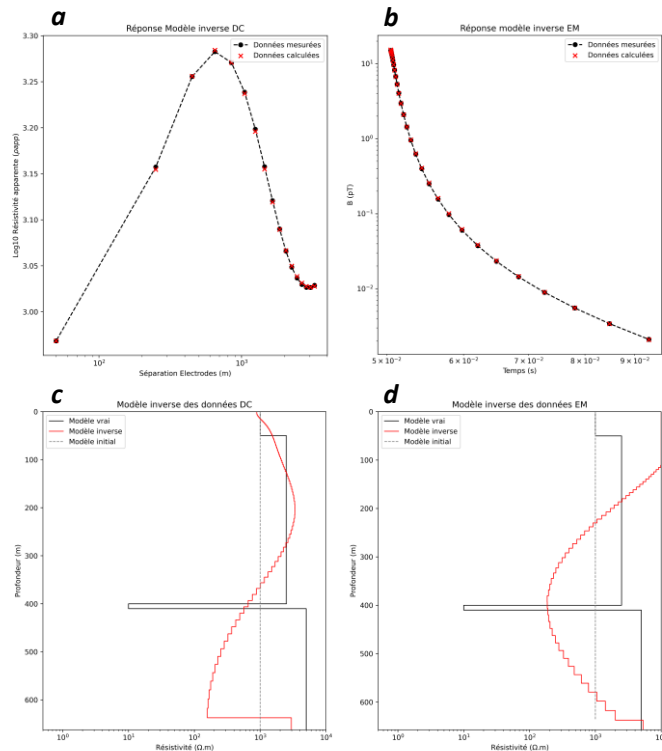 a
Réponse Modèle inverse DC
Données mesurées
Données calculées
Log10 Résistivité apparente (ρapp)
3.30
3.25
3.20
3.15
3.10
3.05
3.00
10²
10³
Séparation Electrodes (m)
b
Réponse modèle inverse EM
Données mesurées
Données calculées
B (pT)
10¹
10⁰
10⁻¹
10⁻²
5 × 10⁻²
6 × 10⁻²
7 × 10⁻²
8 × 10⁻²
9 × 10⁻²
Temps (s)
c
Modèle inverse des données DC
Modèle vrai
Modèle inverse
Modèle initial
Profondeur (m)
0
100
200
300
400
500
600
10⁰
10¹
10²
10³
10⁴
Résistivité (Ω.m)
d
Modèle inverse des données EM
Modèle vrai
Modèle inverse
Modèle initial
Profondeur (m)
0
100
200
300
400
500
600
10⁰
10¹
10²
10³
10⁴
Résistivité (Ω.m)